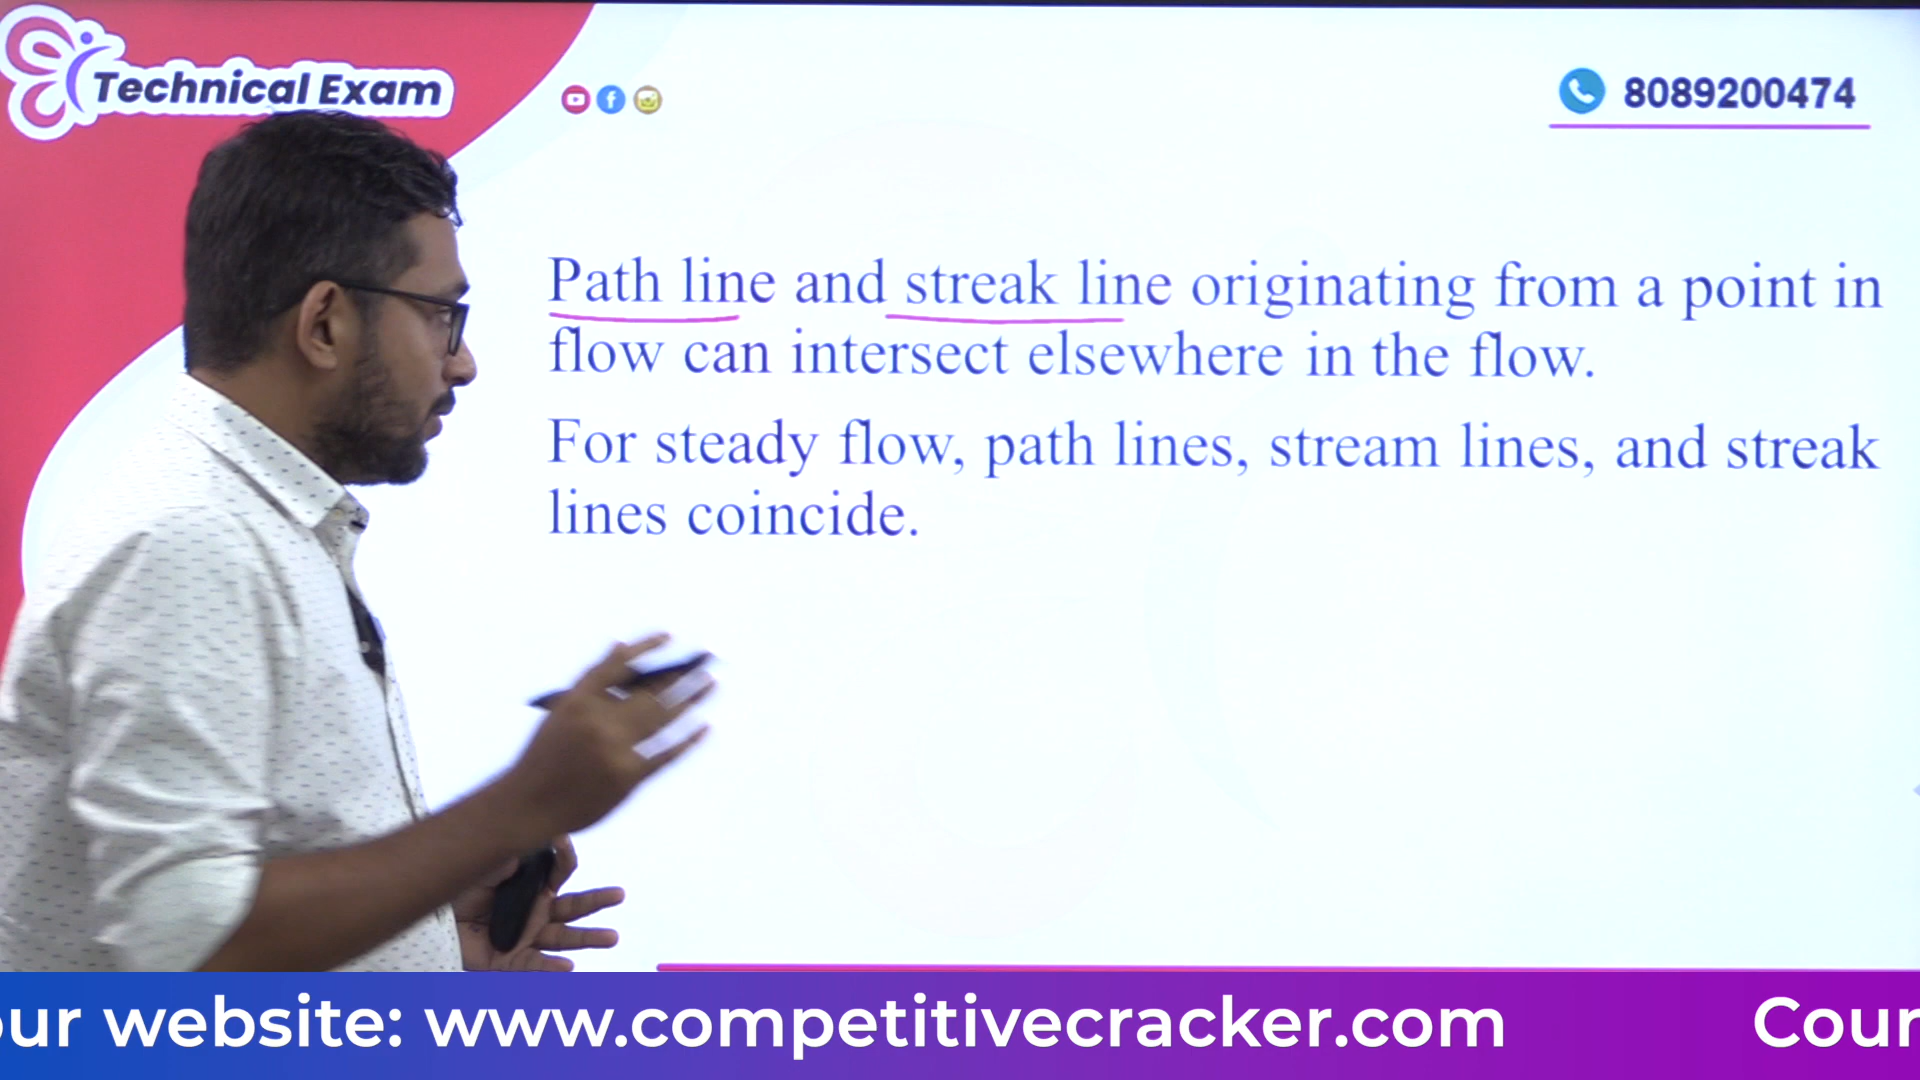 Technical Exam
8089200474
Path line and streak line originating from a point in
flow can intersect elsewhere in the flow.
For steady flow, path lines, stream lines, and streak
lines coincide.
our website: www.competitivecracker.com
Cour